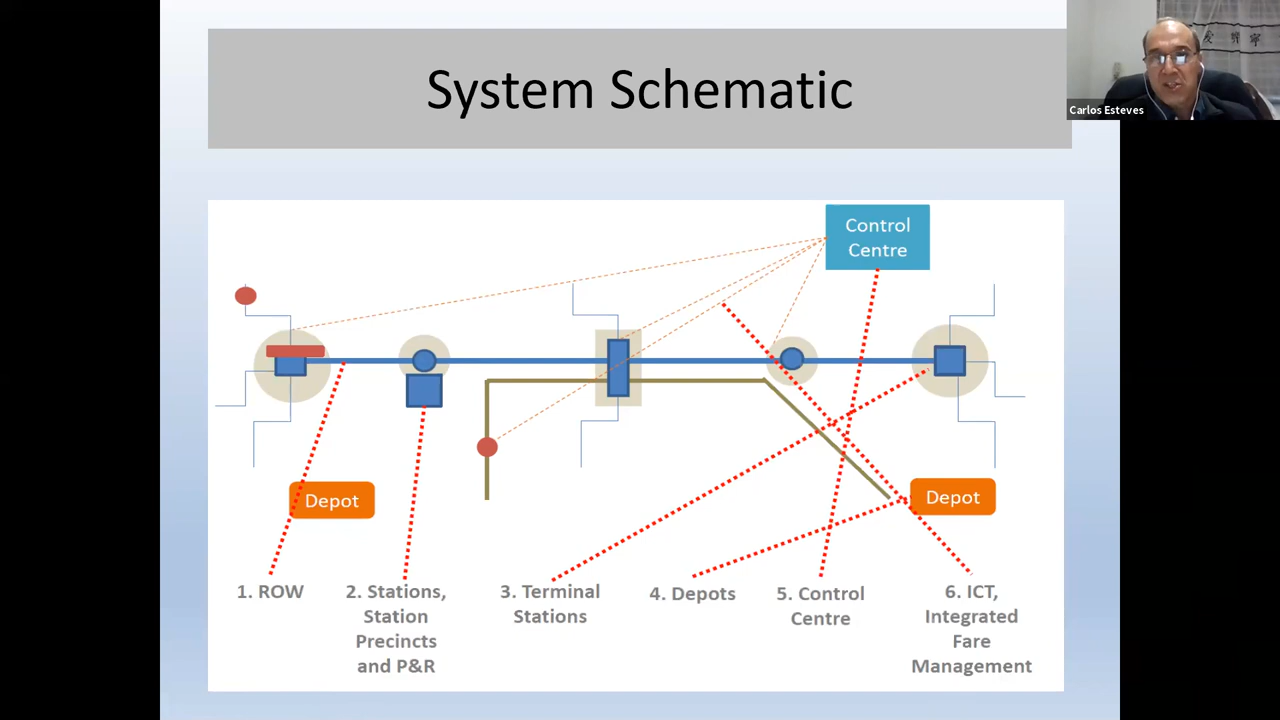 System Schematic
Carlos Esteves
Control
Centre
Depot
Depot
1. ROW
2. Stations,
Station
Precincts
and P&R
3. Terminal
Stations
4. Depots
5. Control
Centre
6. ICT,
Integrated
Fare
Management